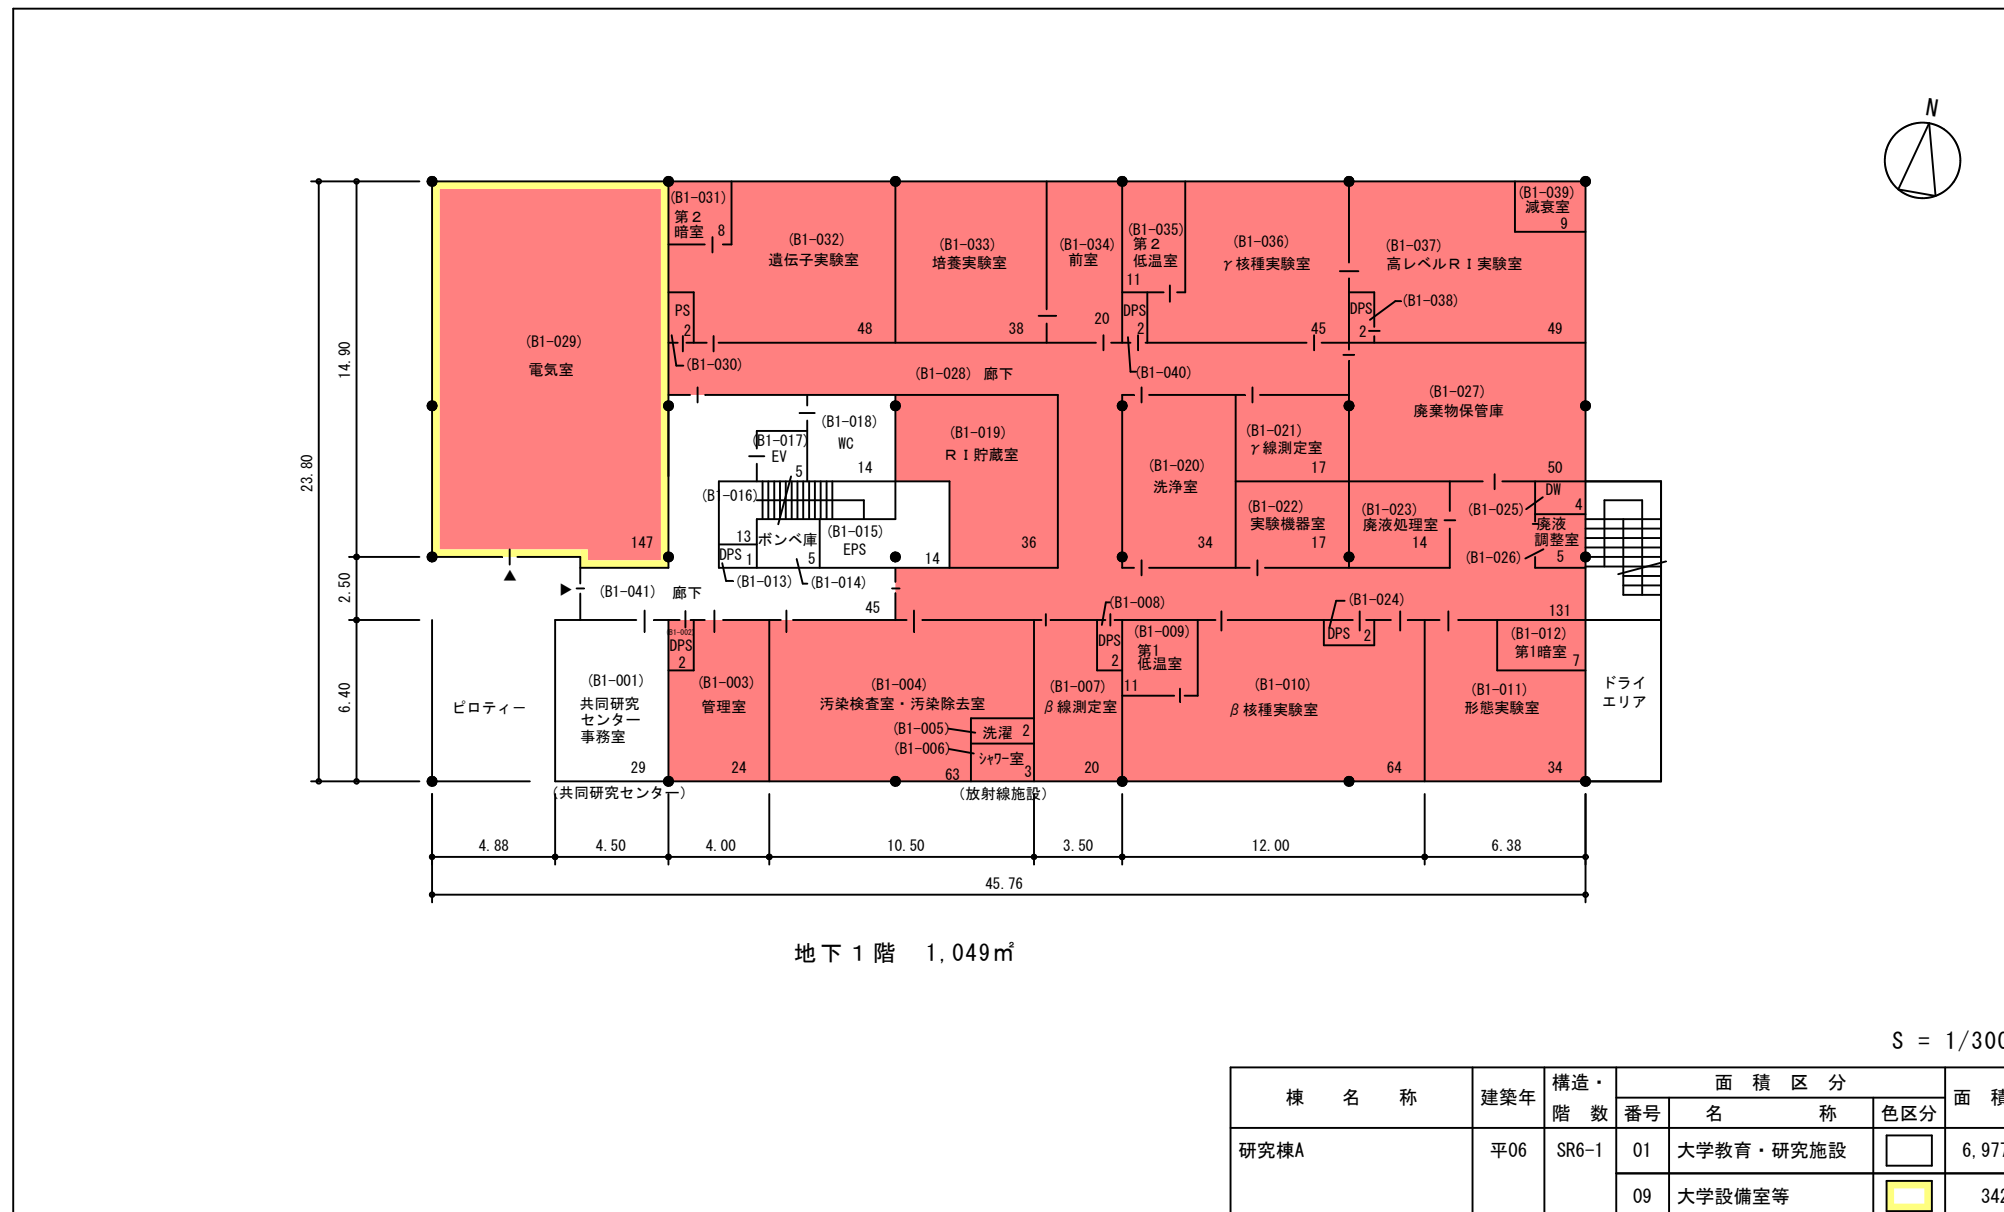 N
(B1-031)
第２
暗室 8
(B1-032)
遺伝子実験室
48
(B1-033)
培養実験室
38
(B1-034)
前室
20
(B1-035)
第２
低温室
11
(B1-036)
γ核種実験室
45
(B1-037)
高レベルＲＩ実験室
49
(B1-039)
減衰室
9
PS
2
(B1-030)
DPS
2
(B1-040)
DPS
2
(B1-038)
(B1-029)
電気室
147
(B1-028) 廊下
(B1-027)
廃棄物保管庫
50
(B1-018)
WC
14
(B1-017)
EV
5
(B1-016)
13
(B1-019)
ＲＩ貯蔵室
36
(B1-020)
洗浄室
34
(B1-021)
γ線測定室
17
(B1-022)
実験機器室
17
(B1-023)
廃液処理室
14
(B1-025)
DW
4
廃液
調整室
(B1-026)
5
DPS
1
(B1-013)
ボンベ庫
5
(B1-014)
(B1-015)
EPS
14
(B1-041) 廊下
45
131
(B1-002)
DPS
2
(B1-008)
DPS
2
(B1-009)
第1
低温室
11
(B1-024)
DPS 2
(B1-012)
第1暗室
7
ピロティー
(B1-001)
共同研究
センター
事務室
29
(B1-003)
管理室
24
(B1-004)
汚染検査室・汚染除去室
63
(B1-005)
洗濯 2
(B1-006)
ｼｬﾜｰ室
3
(B1-007)
β線測定室
20
(B1-010)
β核種実験室
64
(B1-011)
形態実験室
34
ドライ
エリア
(共同研究センター)
(放射線施設)
23.80
14.90
2.50
6.40
4.88 4.50 4.00 10.50 3.50 12.00 6.38
45.76
地下１階 1,049㎡
S = 1/300
棟 名 称 建築年 構造・階 数 面 積 区 分 面 積
番号 名 称 色区分
研究棟A 平06 SR6-1 01 大学教育・研究施設 6,977
09 大学設備室等 342